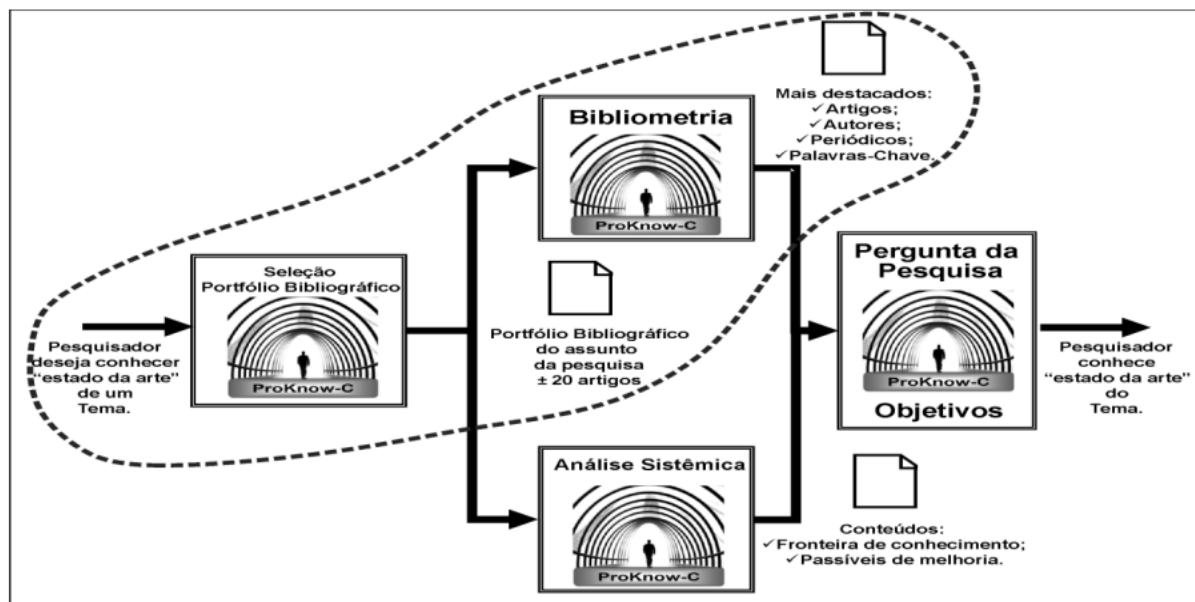 Mais destacados:
✓Artigos;
✓Autores;
✓Periódicos;
✓Palavras-Chave.
Bibliometria
ProKnow-C
Seleção
Portfólio Bibliográfico
ProKnow-C
Pesquisador
deseja conhecer
“estado da arte”
de um
Tema.
Portfólio Bibliográfico
do assunto
da pesquisa
± 20 artigos
Pergunta da
Pesquisa
ProKnow-C
Objetivos
Pesquisador
conhece
“estado da arte”
do
Tema.
Análise Sistêmica
ProKnow-C
Conteúdos:
✓Fronteira de conhecimento;
✓Passíveis de melhoria.